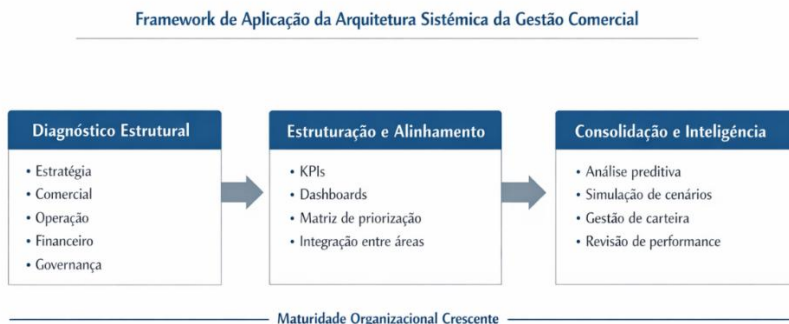 Framework de Aplicação da Arquitetura Sistémica da Gestão Comercial
Diagnóstico Estrutural
• Estratégia
• Comercial
• Operação
• Financeiro
• Governança
Estruturação e Alinhamento
• KPIs
• Dashboards
• Matriz de priorização
• Integração entre áreas
Consolidação e Inteligéncia
• Análise preditiva
• Simulação de cenários
• Gestão de carteira
• Revisão de performance
Maturidade Organizacional Crescente